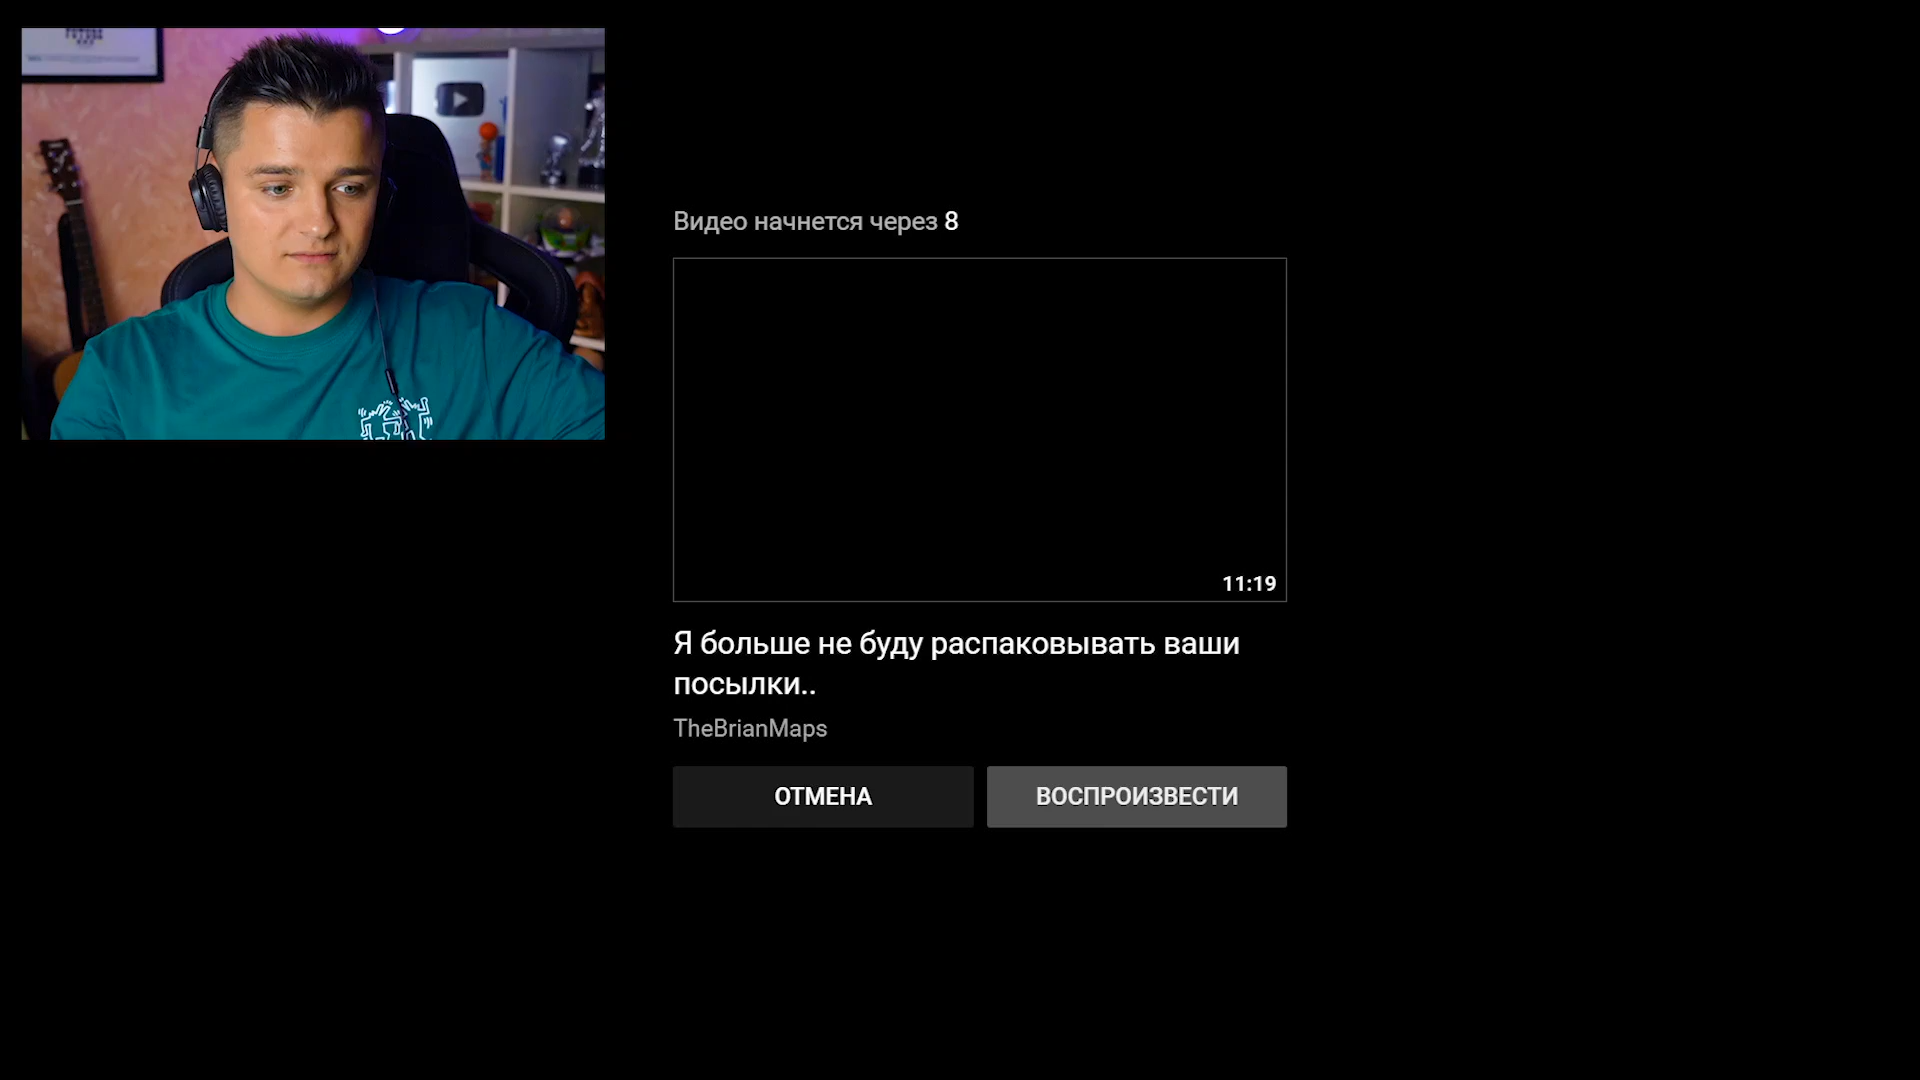 Видео начнется через 8
11:19
Я больше не буду распаковывать ваши
посылки..
TheBrianMaps
ОТМЕНА
ВОСПРОИЗВЕСТИ